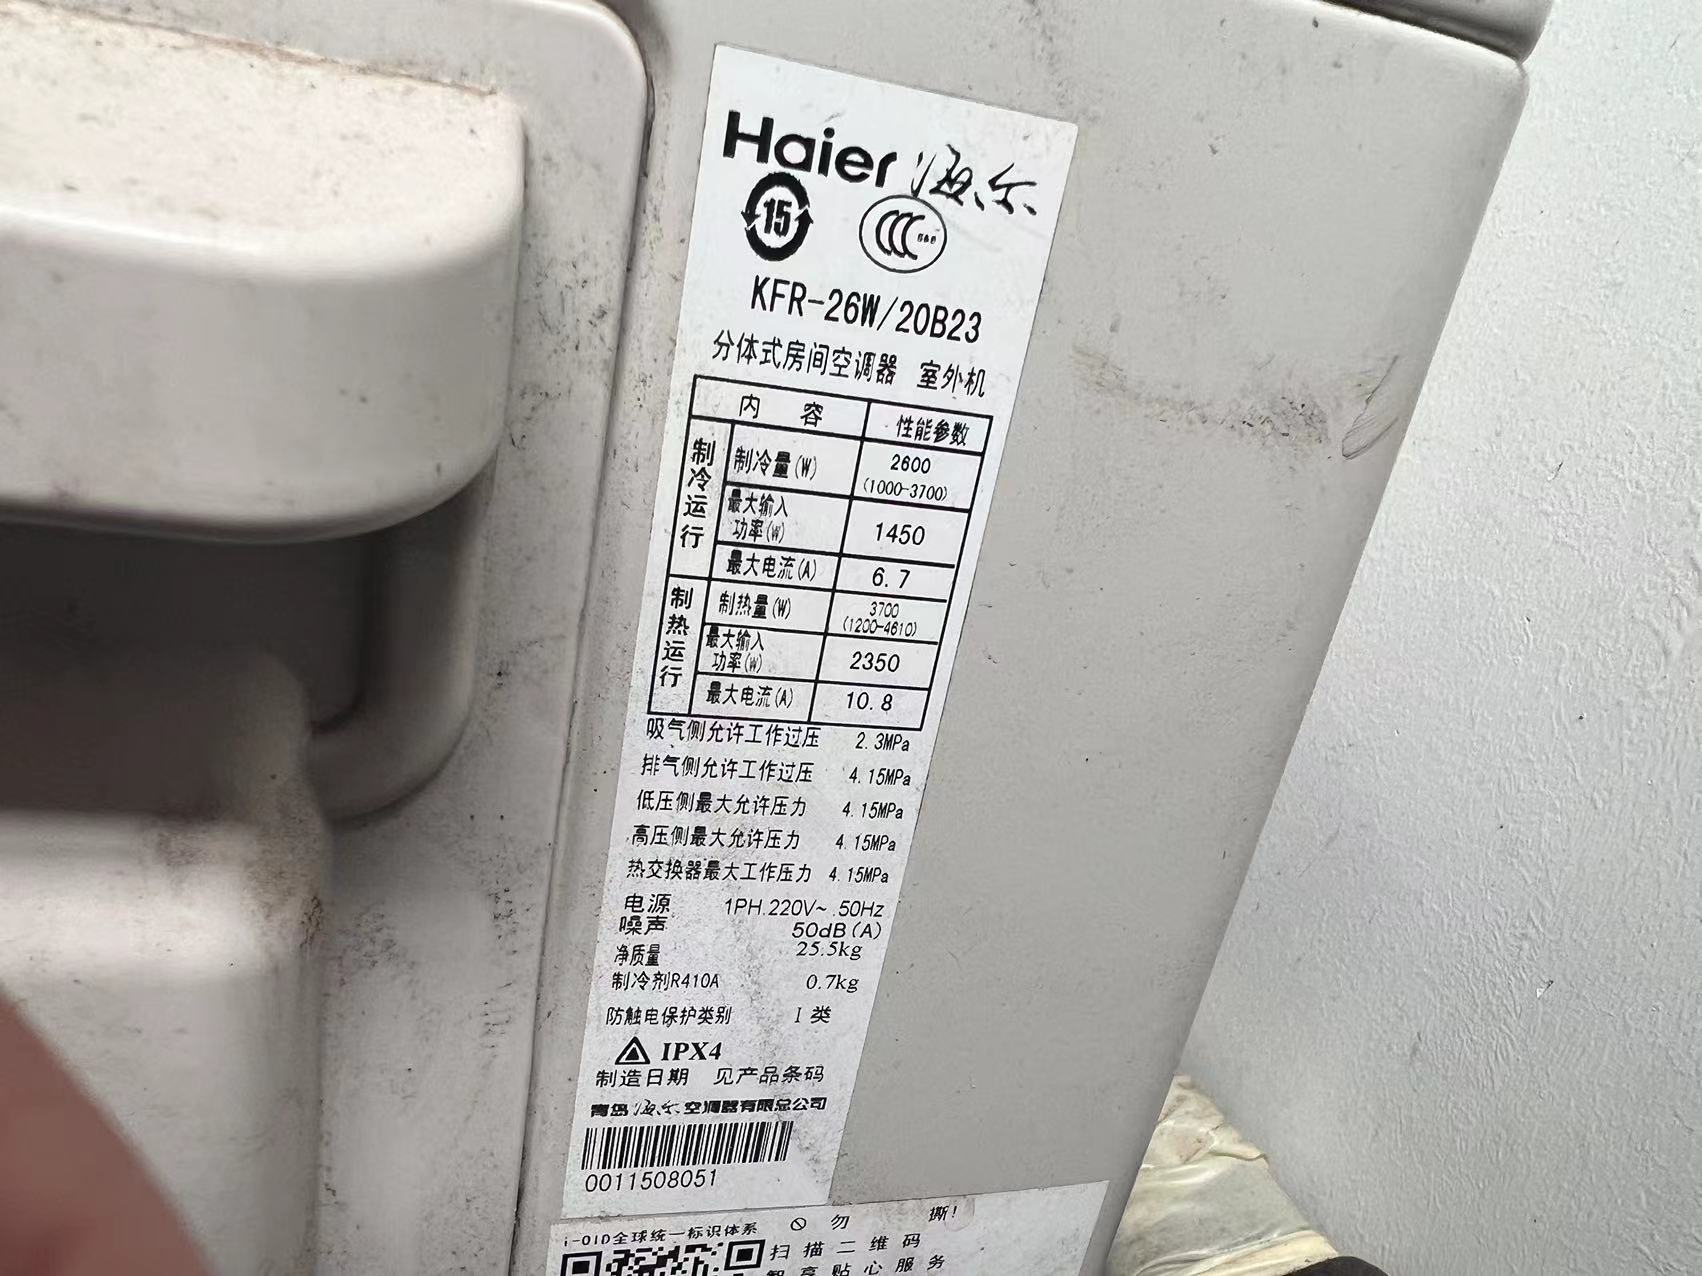 Haier 海尔
15 CCC S&E
KFR-26W/20B23
分体式房间空调器 室外机
内 容 性能参数
制冷运行
制冷量(W) 2600
(1000-3700)
最大输入功率(W) 1450
最大电流(A) 6.7
制热运行
制热量(W) 3700
(1200-4610)
最大输入功率(W) 2350
最大电流(A) 10.8
吸气侧允许工作过压 2.3MPa
排气侧允许工作过压 4.15MPa
低压侧最大允许压力 4.15MPa
高压侧最大允许压力 4.15MPa
热交换器最大工作压力 4.15MPa
电源 1PH.220V~.50Hz
噪声 50dB(A)
净质量 25.5kg
制冷剂R410A 0.7kg
防触电保护类别 I 类
IPX4
制造日期 见产品条码
青岛海尔空调器有限总公司
0011508051
i-OID全球统一标识体系
勿 撕!
扫描二维码
智享贴心服务